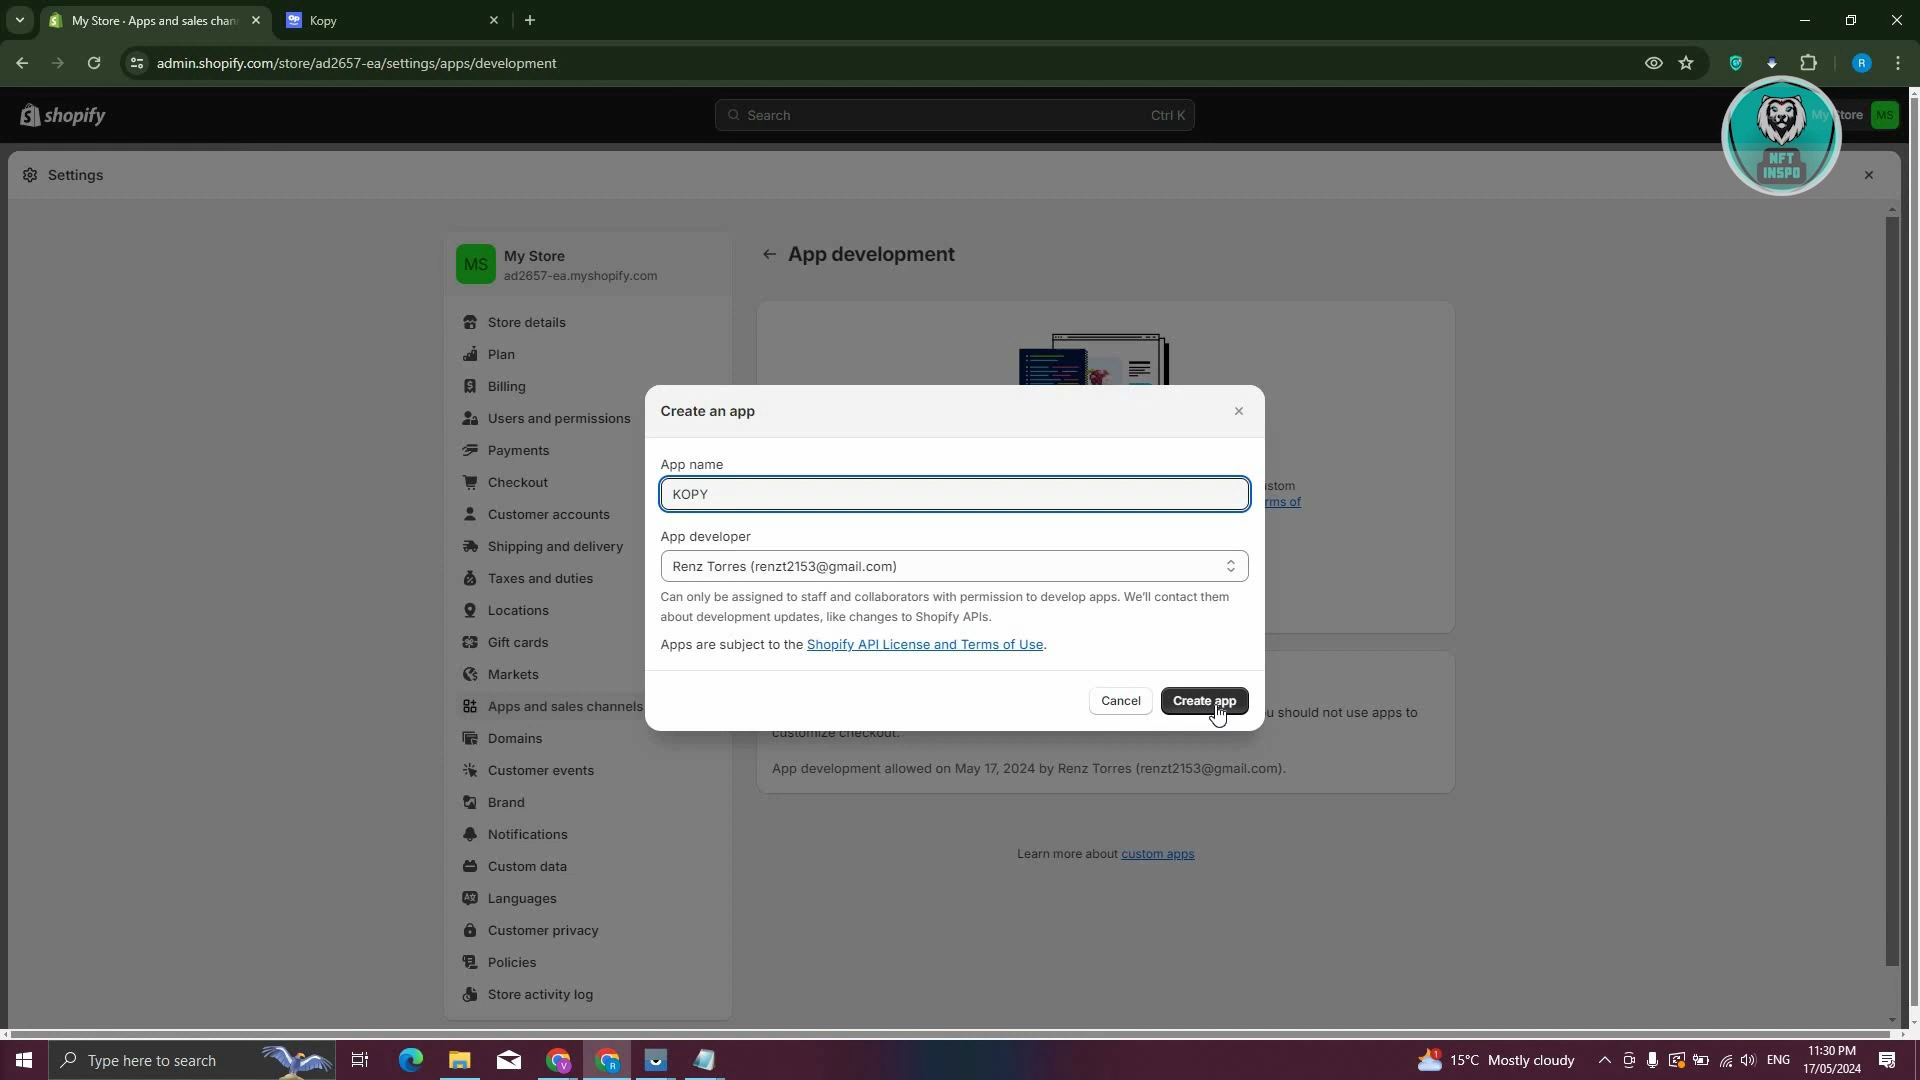 My Store · Apps and sales chan
Kopy
admin.shopify.com/store/ad2657-ea/settings/apps/development
R
shopify
Search
Ctrl K
My Store
MS
NFT
INSPO
Settings
MS
My Store
ad2657-ea.myshopify.com
Store details
Plan
Billing
Users and permissions
Payments
Checkout
Customer accounts
Shipping and delivery
Taxes and duties
Locations
Gift cards
Markets
Apps and sales channels
Domains
Customer events
Brand
Notifications
Custom data
Languages
Customer privacy
Policies
Store activity log
App development
Create an app
App name
KOPY
App developer
Renz Torres (renzt2153@gmail.com)
Can only be assigned to staff and collaborators with permission to develop apps. We'll contact them
about development updates, like changes to Shopify APIs.
Apps are subject to the Shopify API License and Terms of Use.
Cancel
Create app
stom
rms of
u should not use apps to
customize checkout.
App development allowed on May 17, 2024 by Renz Torres (renzt2153@gmail.com).
Learn more about custom apps
Type here to search
15°C Mostly cloudy
ENG
11:30 PM
17/05/2024